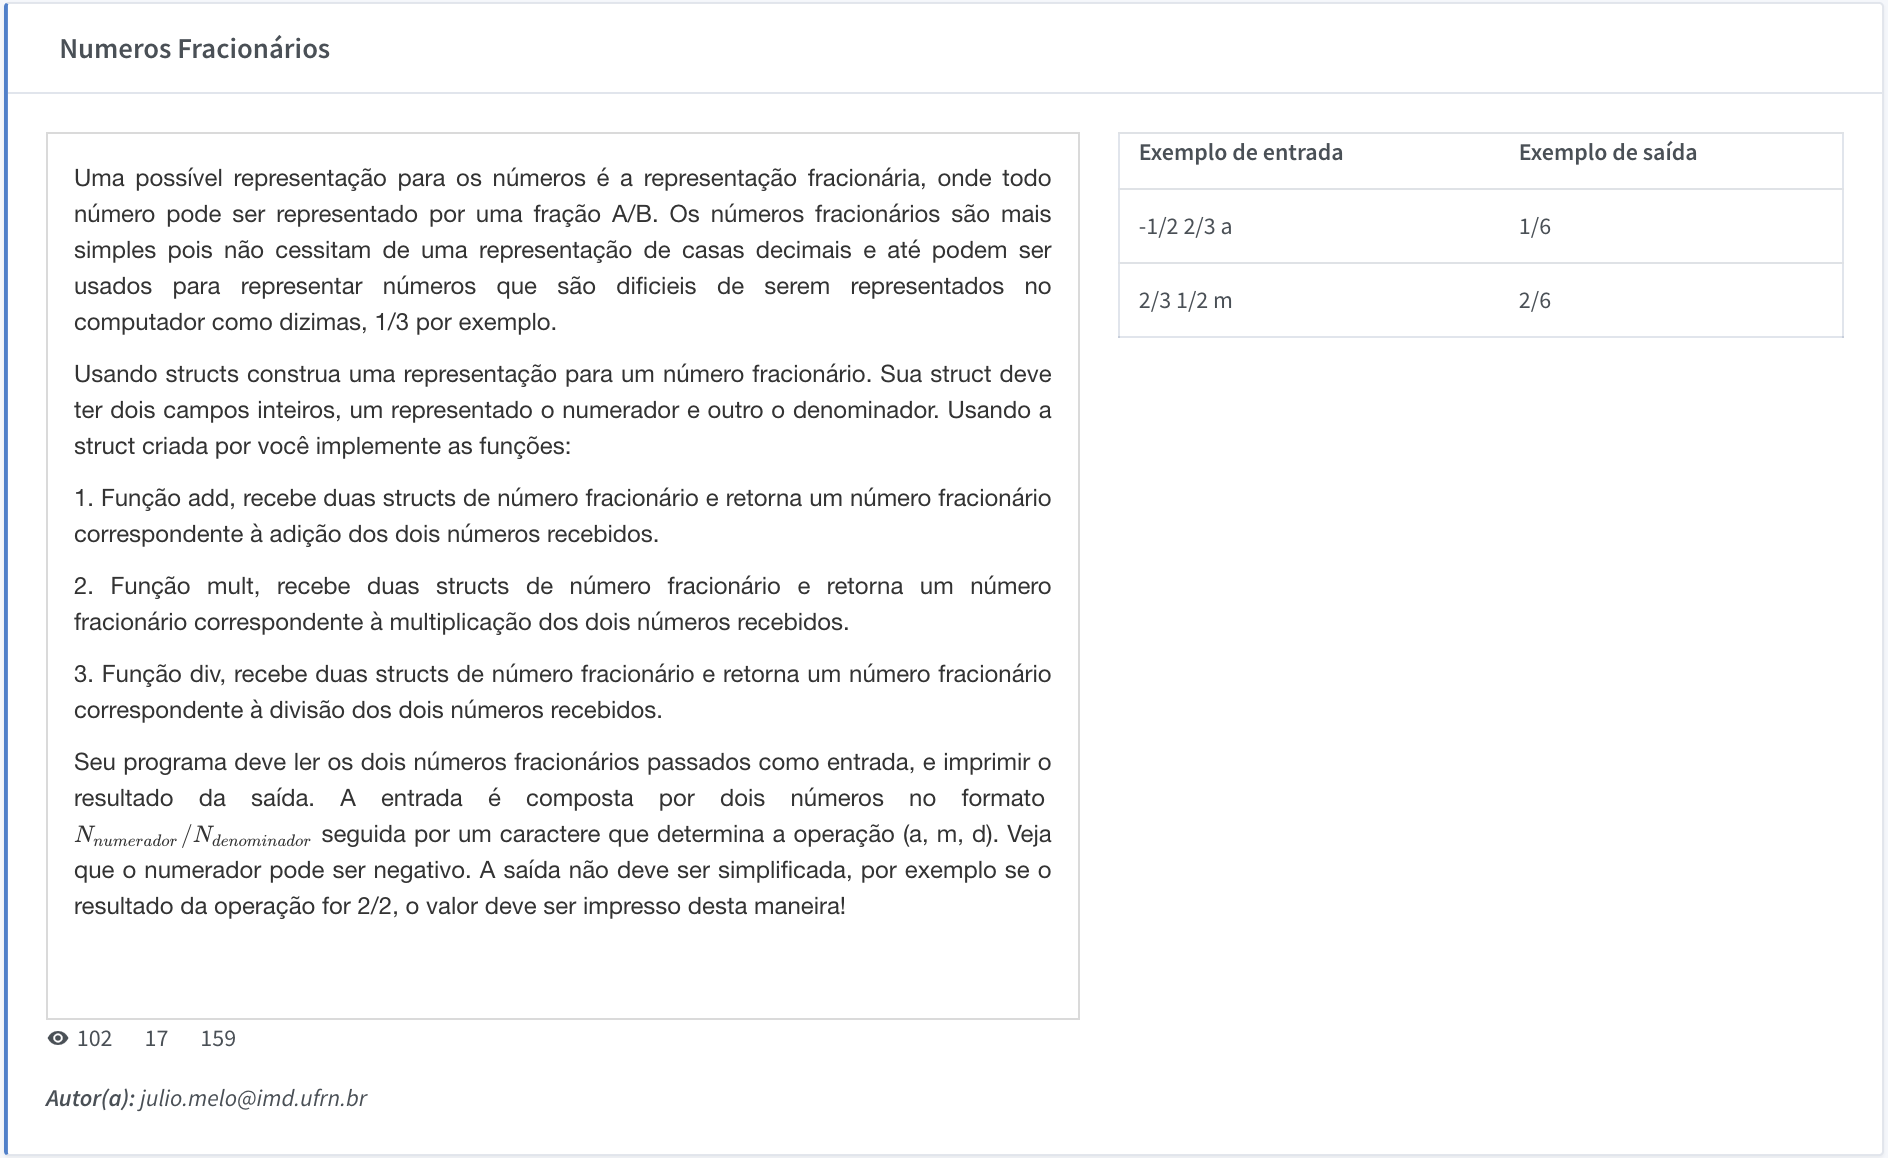 Numeros Fracionários
Uma possível representação para os números é a representação fracionária, onde todo
número pode ser representado por uma fração A/B. Os números fracionários são mais
simples pois não cessitam de uma representação de casas decimais e até podem ser
usados para representar números que são dificieis de serem representados no
computador como dizimas, 1/3 por exemplo.
Usando structs construa uma representação para um número fracionário. Sua struct deve
ter dois campos inteiros, um representado o numerador e outro o denominador. Usando a
struct criada por você implemente as funções:
1. Função add, recebe duas structs de número fracionário e retorna um número fracionário
correspondente à adição dos dois números recebidos.
2. Função mult, recebe duas structs de número fracionário e retorna um número
fracionário correspondente à multiplicação dos dois números recebidos.
3. Função div, recebe duas structs de número fracionário e retorna um número fracionário
correspondente à divisão dos dois números recebidos.
Seu programa deve ler os dois números fracionários passados como entrada, e imprimir o
resultado da saída. A entrada é composta por dois números no formato
N_numerador/N_denominador seguida por um caractere que determina a operação (a, m, d). Veja
que o numerador pode ser negativo. A saída não deve ser simplificada, por exemplo se o
resultado da operação for 2/2, o valor deve ser impresso desta maneira!
Exemplo de entrada Exemplo de saída
-1/2 2/3 a 1/6
2/3 1/2 m 2/6
102 17 159
Autor(a): julio.melo@imd.ufrn.br